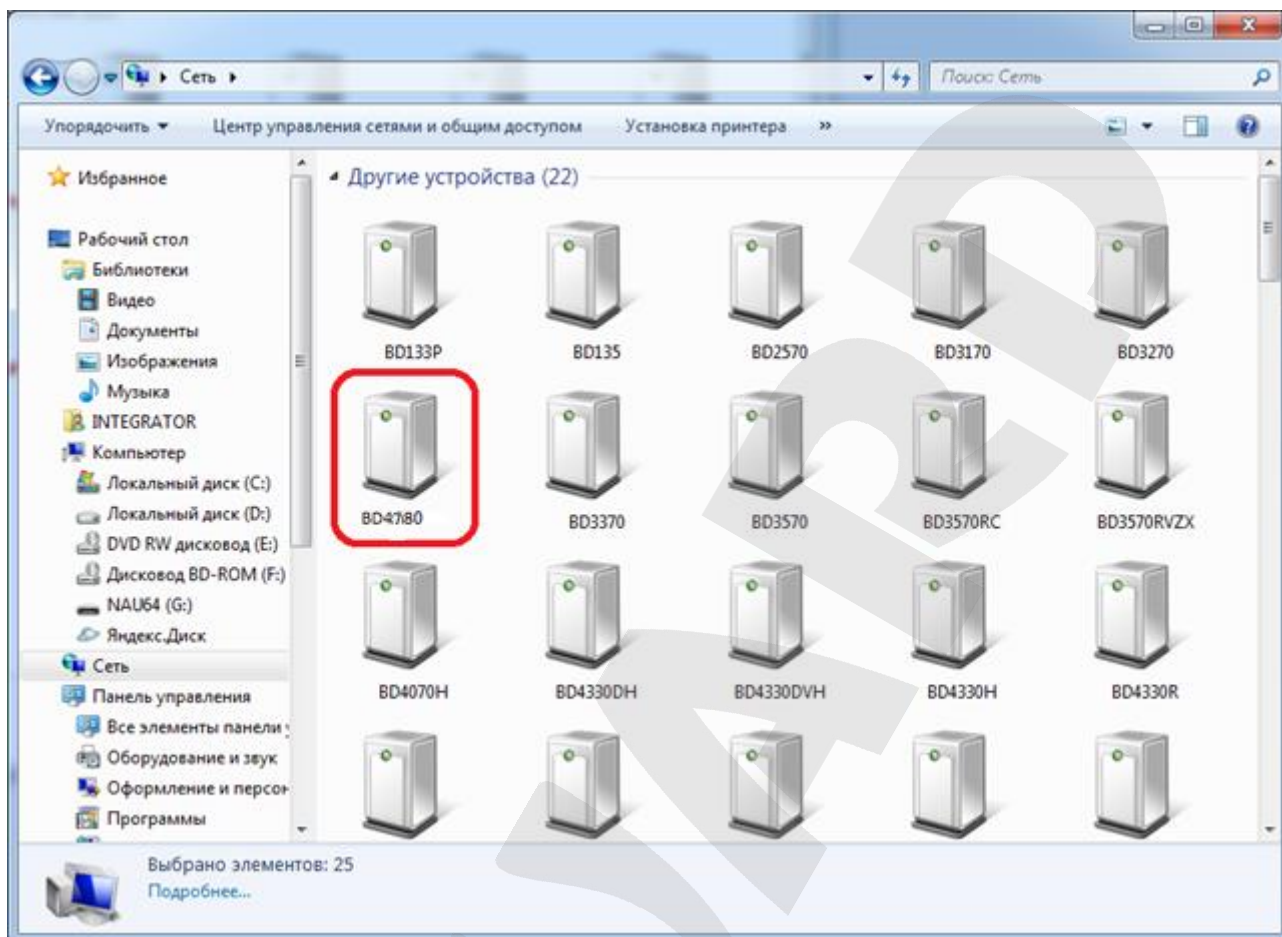 Сеть
Поиск: Сеть
Упорядочить Центр управления сетями и общим доступом Установка принтера »
Избранное
Рабочий стол
Библиотеки
Видео
Документы
Изображения
Музыка
INTEGRATOR
Компьютер
Локальный диск (C:)
Локальный диск (D:)
DVD RW дисковод (E:)
Дисковод BD-ROM (F:)
NAU64 (G:)
Яндекс.Диск
Сеть
Панель управления
Все элементы панели
Оборудование и звук
Оформление и персон
Программы
Другие устройства (22)
BD133P BD135 BD2570 BD3170 BD3270
BD4780 BD3370 BD3570 BD3570RC BD3570RVZX
BD4070H BD4330DH BD4330DVH BD4330H BD4330R
Выбрано элементов: 25
Подробнее...